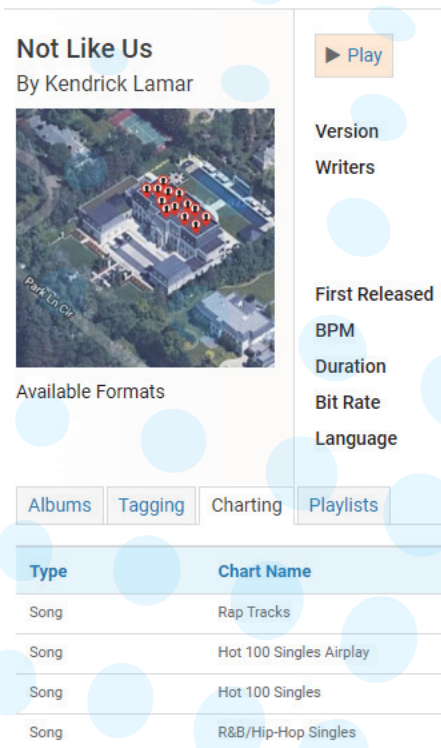 Not Like Us
By Kendrick Lamar
Park Ln Cir
Available Formats
Play
Version
Writers
First Released
BPM
Duration
Bit Rate
Language
Albums Tagging Charting Playlists
Type Chart Name
Song Rap Tracks
Song Hot 100 Singles Airplay
Song Hot 100 Singles
Song R&B/Hip-Hop Singles